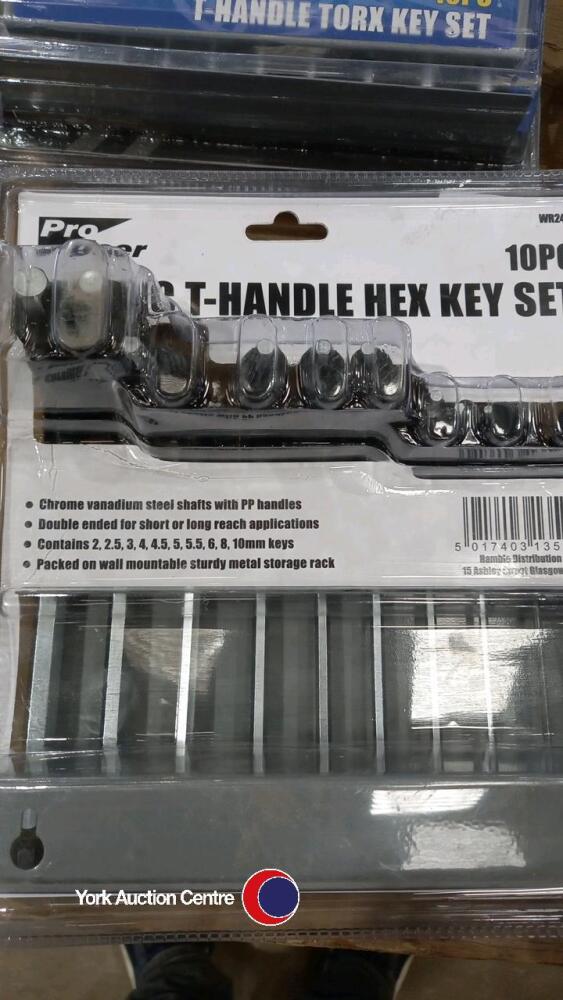 T-HANDLE TORX KEY SET
Pro
WR24
10PC
T-HANDLE HEX KEY SET
• Chrome vanadium steel shafts with PP handles
• Double ended for short or long reach applications
• Contains 2, 2.5, 3, 4, 4.5, 5, 5.5, 6, 8, 10mm keys
• Packed on wall mountable sturdy metal storage rack
5 017403 135
Hamble Distribution
15 Ashley Glasgow
York Auction Centre